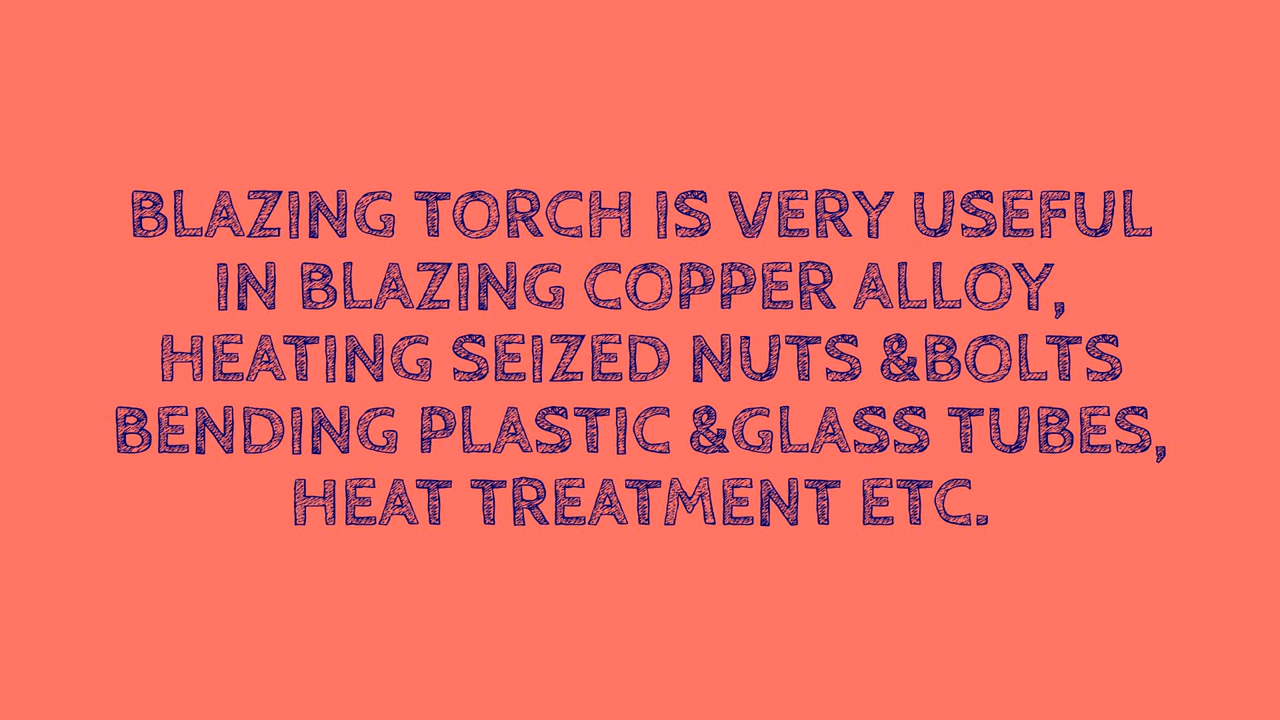 BLAZING TORCH IS VERY USEFUL
IN BLAZING COPPER ALLOY,
HEATING SEIZED NUTS &BOLTS
BENDING PLASTIC &GLASS TUBES,
HEAT TREATMENT ETC.